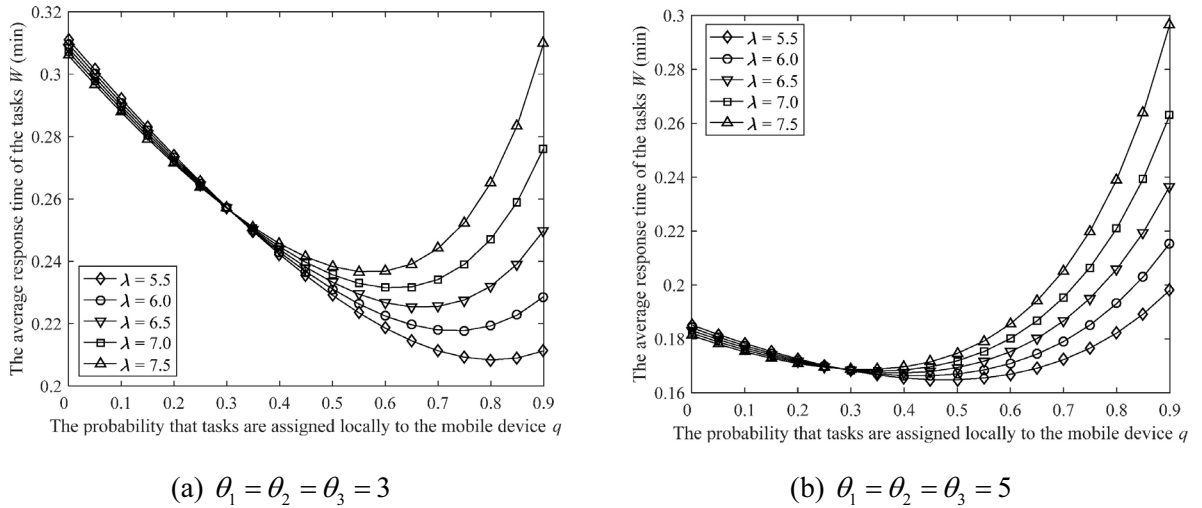 The average response time of the tasks W (min)
0.32
0.3
0.28
0.26
0.24
0.22
0.2
λ = 5.5
λ = 6.0
λ = 6.5
λ = 7.0
λ = 7.5
0 0.1 0.2 0.3 0.4 0.5 0.6 0.7 0.8 0.9
The probability that tasks are assigned locally to the mobile device q
(a) θ₁ = θ₂ = θ₃ = 3
The average response time of the tasks W (min)
0.3
0.28
0.26
0.24
0.22
0.2
0.18
0.16
λ = 5.5
λ = 6.0
λ = 6.5
λ = 7.0
λ = 7.5
0 0.1 0.2 0.3 0.4 0.5 0.6 0.7 0.8 0.9
The probability that tasks are assigned locally to the mobile device q
(b) θ₁ = θ₂ = θ₃ = 5